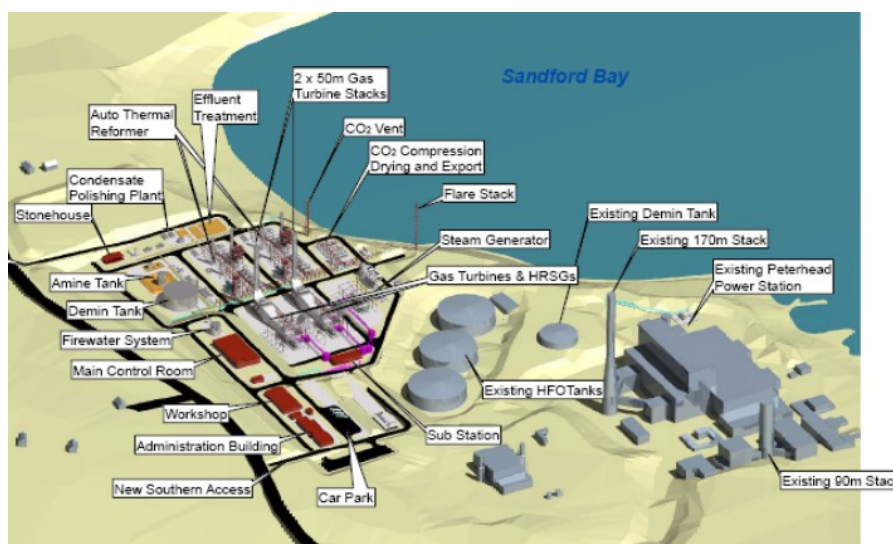 Sandford Bay
2 x 50m Gas
Turbine Stacks
Effluent
Treatment
Auto Thermal
Reformer
CO2 Vent
CO2 Compression
Drying and Export
Condensate
Polishing Plant
Stonehouse
Flare Stack
Existing Demin Tank
Steam Generator
Existing 170m Stack
Amine Tank
Gas Turbines & HRSGs
Existing Peterhead
Power Station
Demin Tank
Firewater System
Main Control Room
Existing HFOTanks
Workshop
Sub Station
Administration Building
New Southern Access
Car Park
Existing 90m Stac